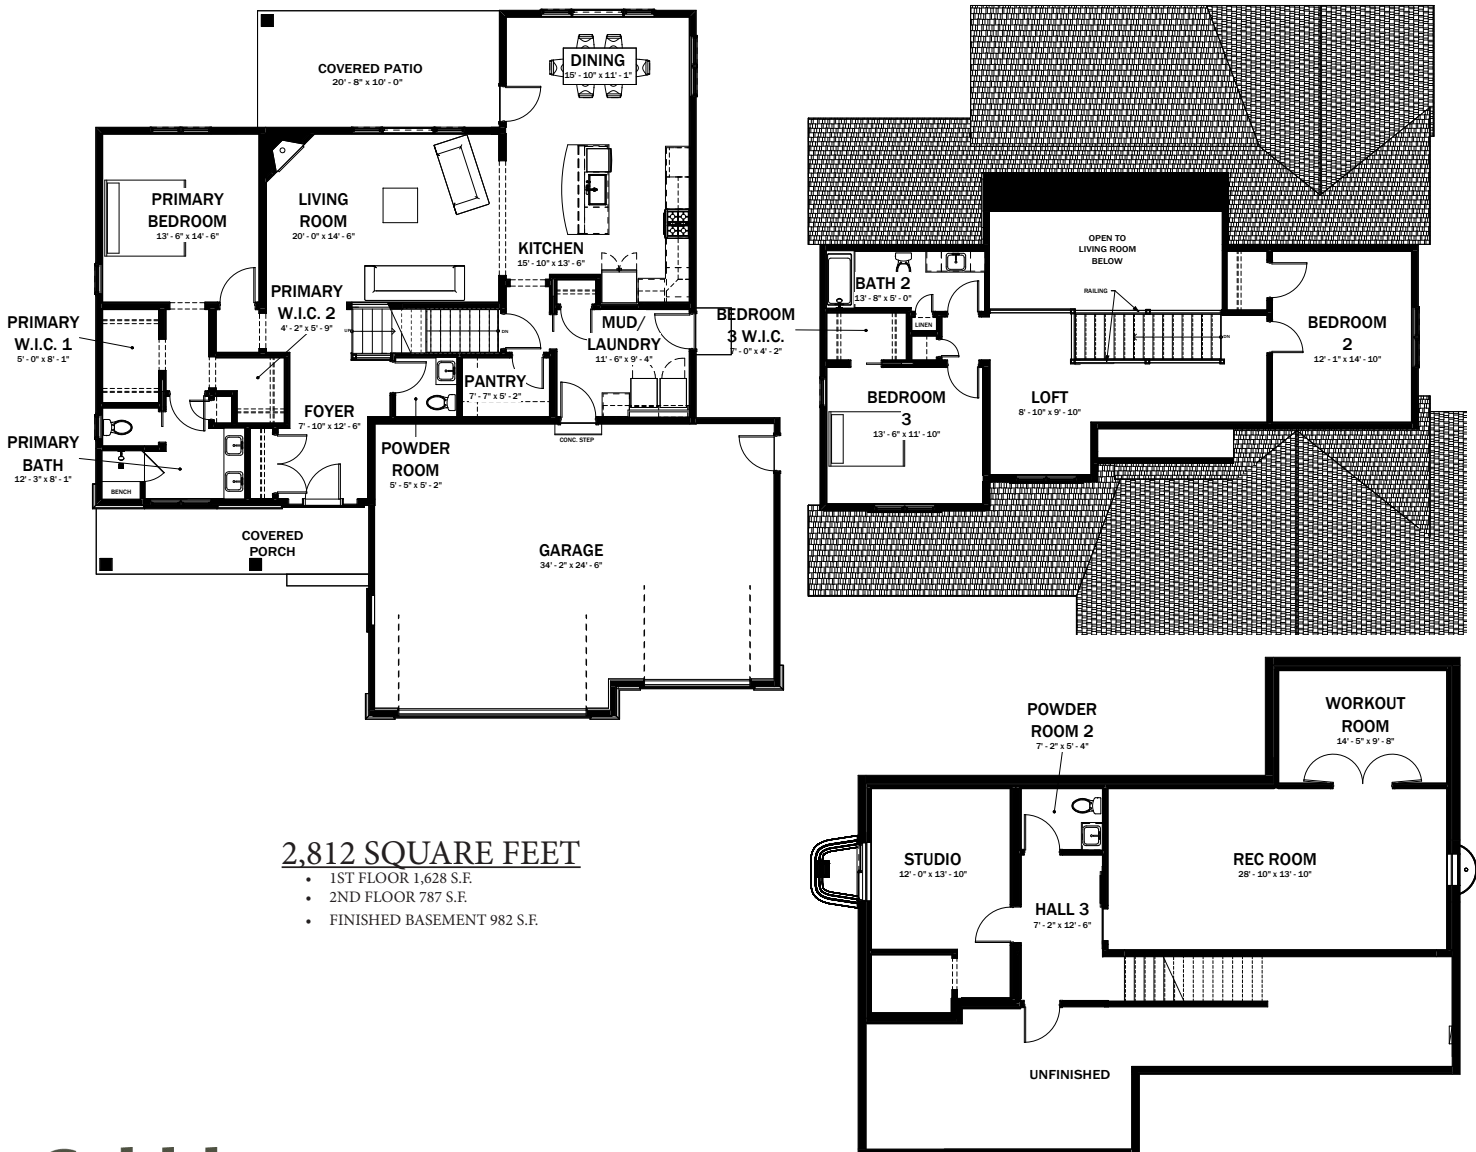 COVERED PATIO
20' - 8" x 10' - 0"
DINING
15' - 10" x 11' - 1"
PRIMARY
BEDROOM
13' - 6" x 14' - 6"
LIVING
ROOM
20' - 0" x 14' - 6"
KITCHEN
15' - 10" x 13' - 6"
PRIMARY
W.I.C. 2
4' - 2" x 5' - 9"
PRIMARY
W.I.C. 1
5' - 0" x 8' - 1"
UP
DN
MUD/
LAUNDRY
11' - 6" x 9' - 4"
PANTRY
7' - 7" x 5' - 2"
FOYER
7' - 10" x 12' - 6"
PRIMARY
BATH
12' - 3" x 8' - 1"
BENCH
POWDER
ROOM
5' - 5" x 5' - 2"
CONC. STEP
COVERED
PORCH
GARAGE
34' - 2" x 24' - 6"
OPEN TO
LIVING ROOM
BELOW
RAILING
BATH 2
13' - 8" x 5' - 0"
LINEN
BEDROOM
3 W.I.C.
7' - 0" x 4' - 2"
DN
BEDROOM
2
12' - 1" x 14' - 10"
BEDROOM
3
13' - 6" x 11' - 10"
LOFT
8' - 10" x 9' - 10"
WORKOUT
ROOM
14' - 5" x 9' - 8"
POWDER
ROOM 2
7' - 2" x 5' - 4"
STUDIO
12' - 0" x 13' - 10"
REC ROOM
28' - 10" x 13' - 10"
HALL 3
7' - 2" x 12' - 6"
UNFINISHED
2,812 SQUARE FEET
• 1ST FLOOR 1,628 S.F.
• 2ND FLOOR 787 S.F.
• FINISHED BASEMENT 982 S.F.